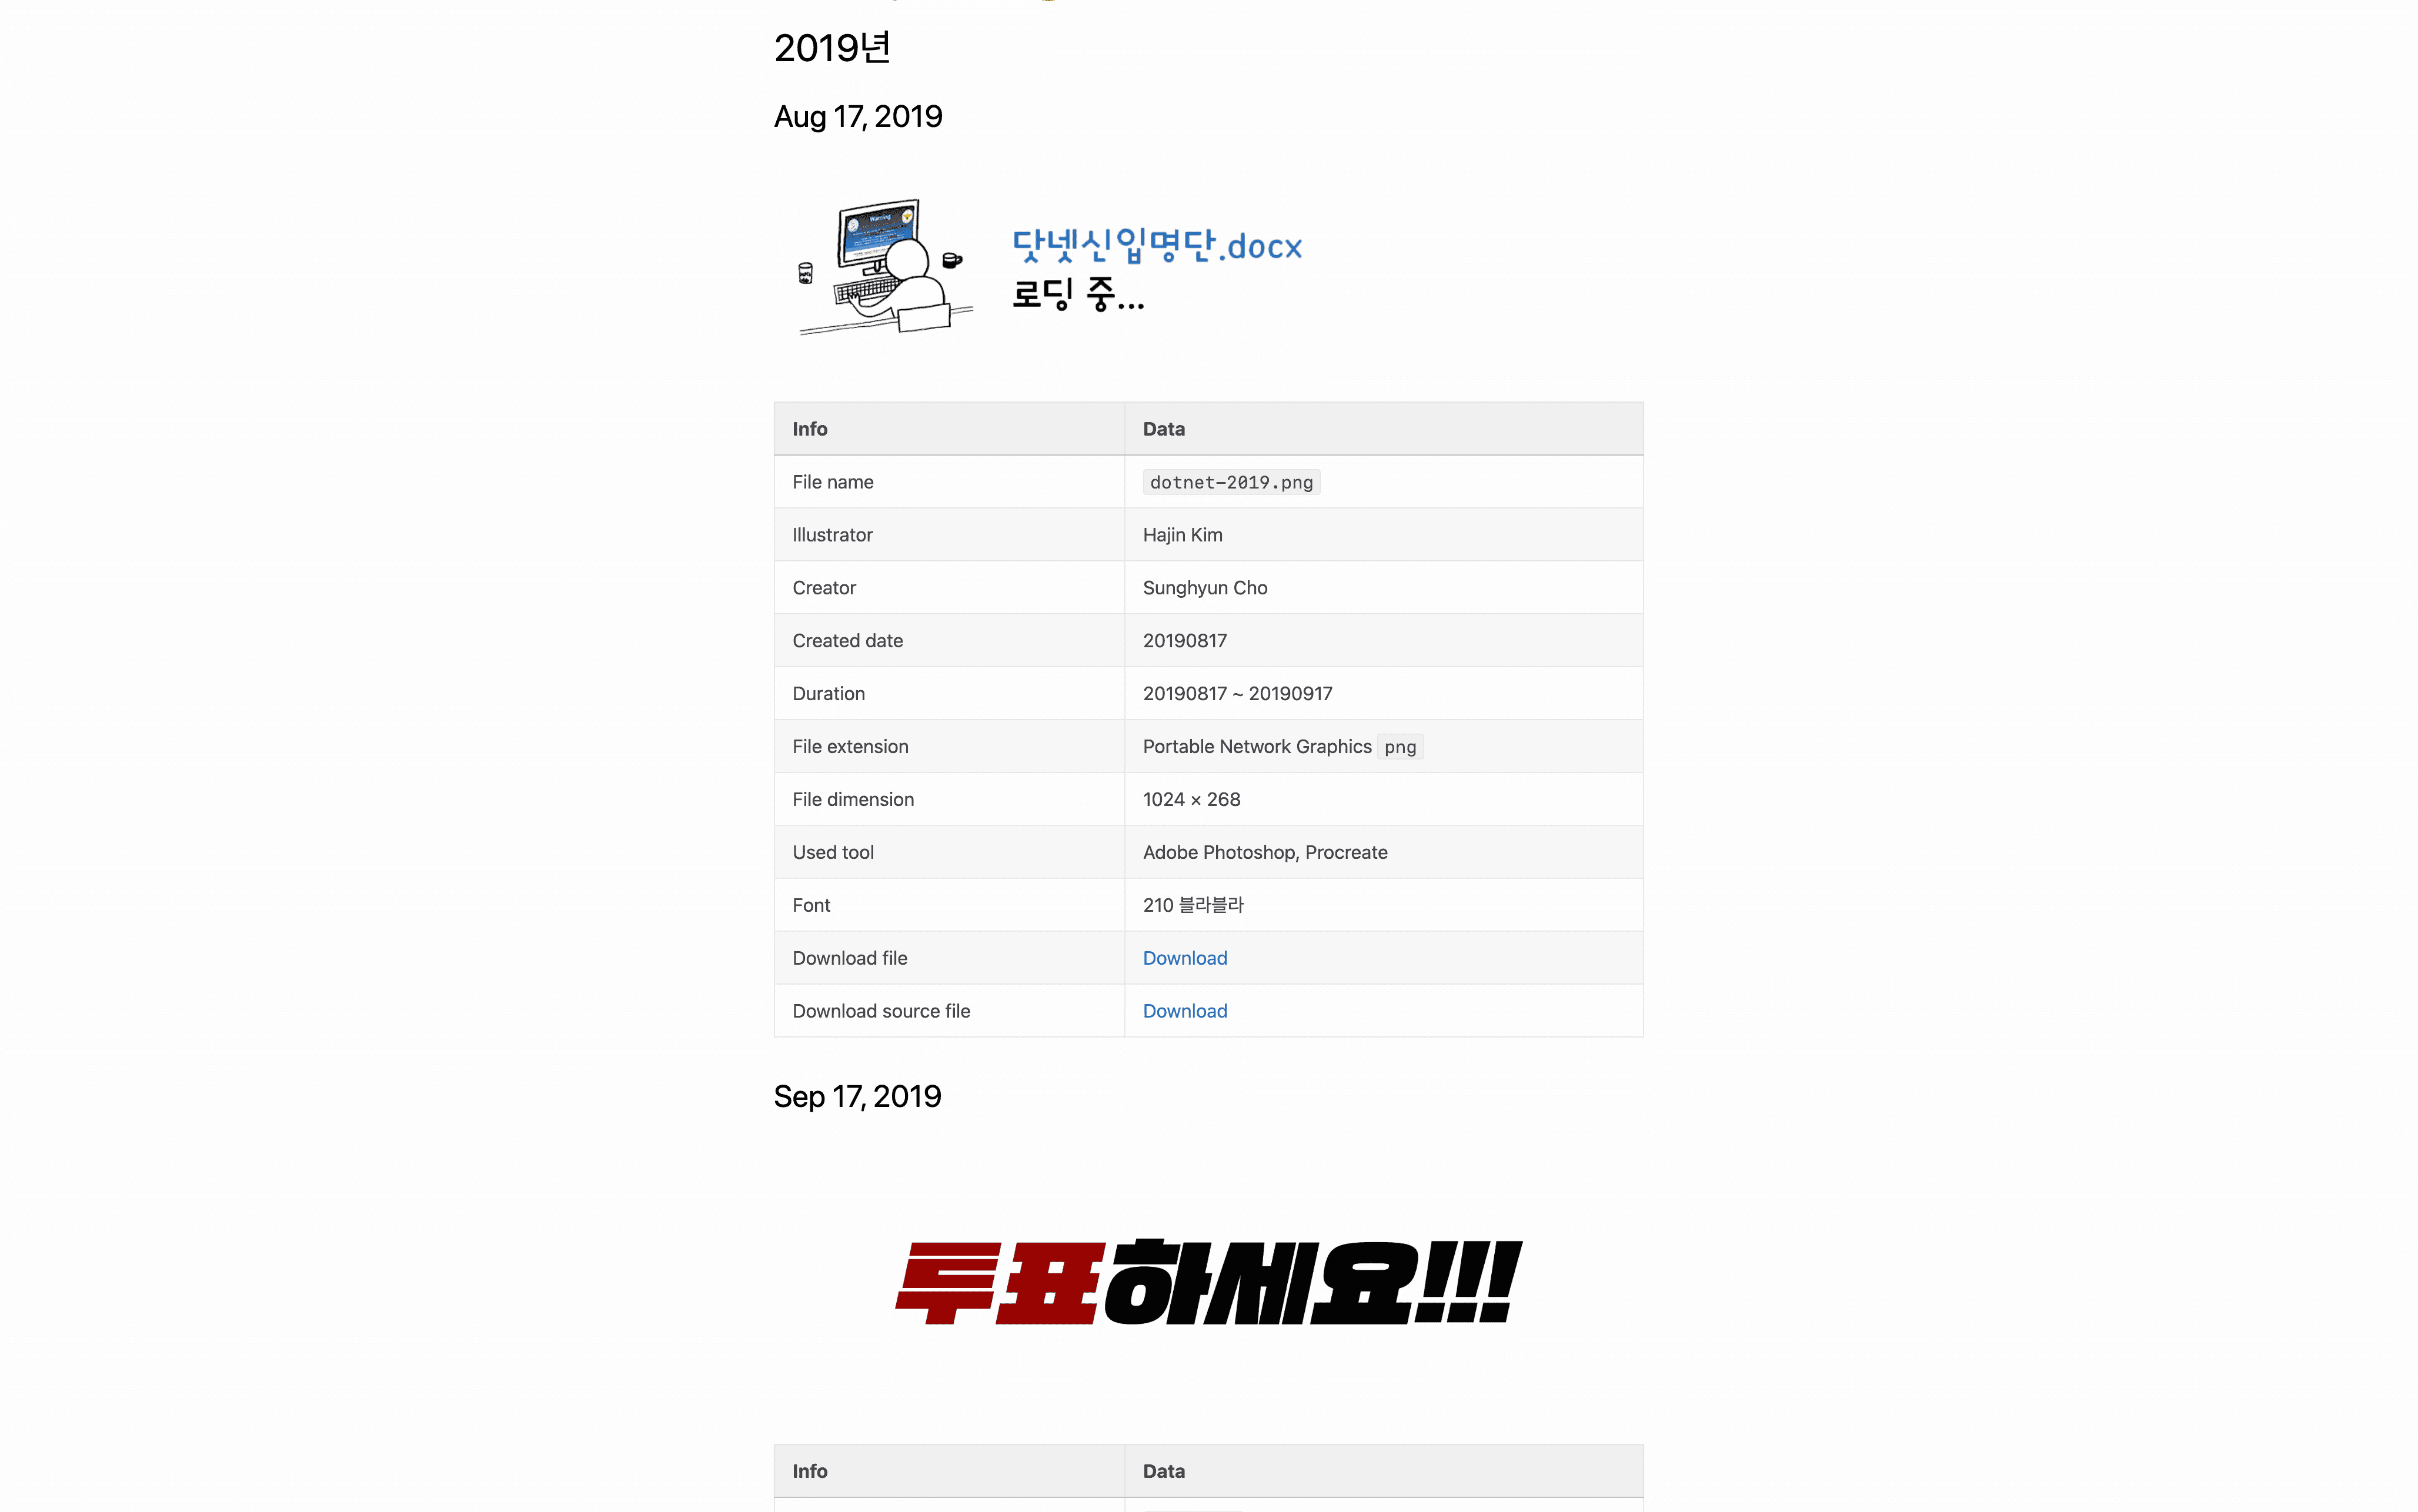 2019년
Aug 17, 2019
Warning
닷넷신입명단.docx
로딩 중...
Info Data
File name dotnet-2019.png
Illustrator Hajin Kim
Creator Sunghyun Cho
Created date 20190817
Duration 20190817 ~ 20190917
File extension Portable Network Graphics png
File dimension 1024 × 268
Used tool Adobe Photoshop, Procreate
Font 210 블라블라
Download file Download
Download source file Download
Sep 17, 2019
투표하세요!!!
Info Data